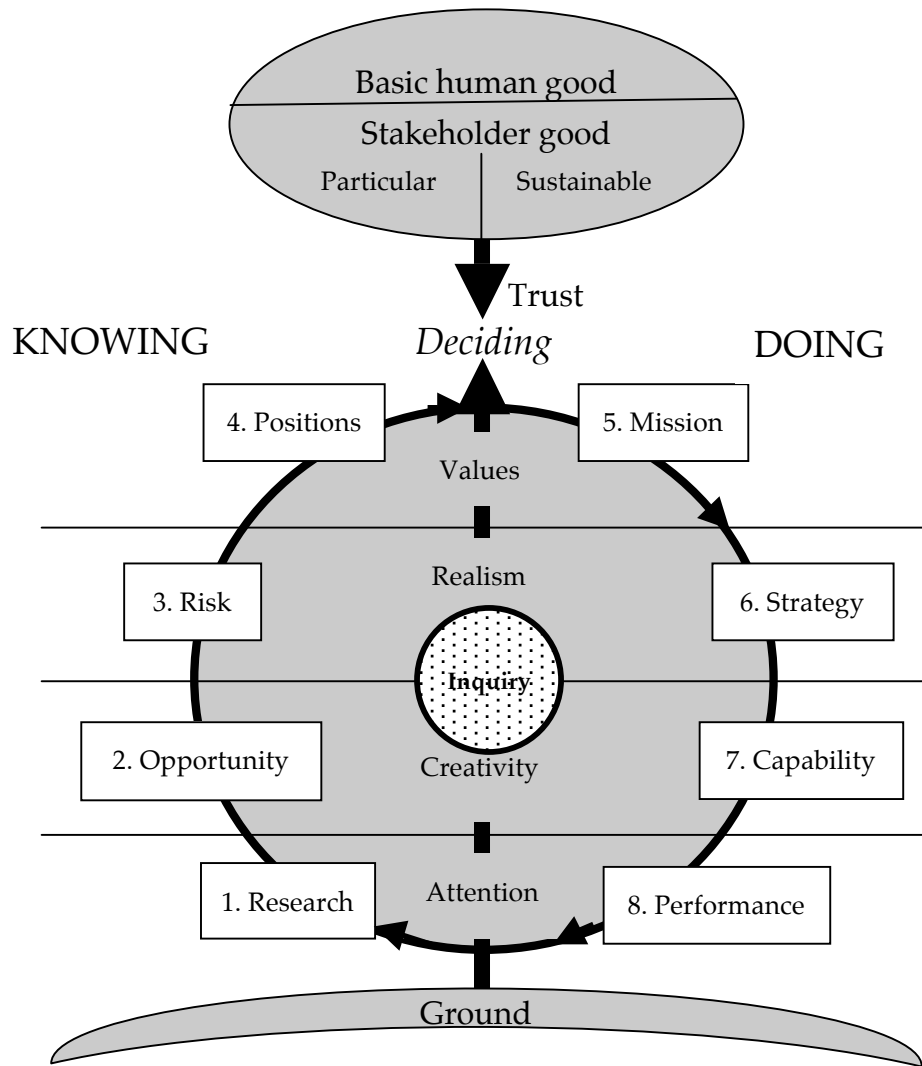 Basic human good
Stakeholder good
Particular
Sustainable
Trust
KNOWING
Deciding
DOING
4. Positions
5. Mission
Values
Realism
3. Risk
6. Strategy
Inquiry
2. Opportunity
7. Capability
Creativity
1. Research
Attention
8. Performance
Ground